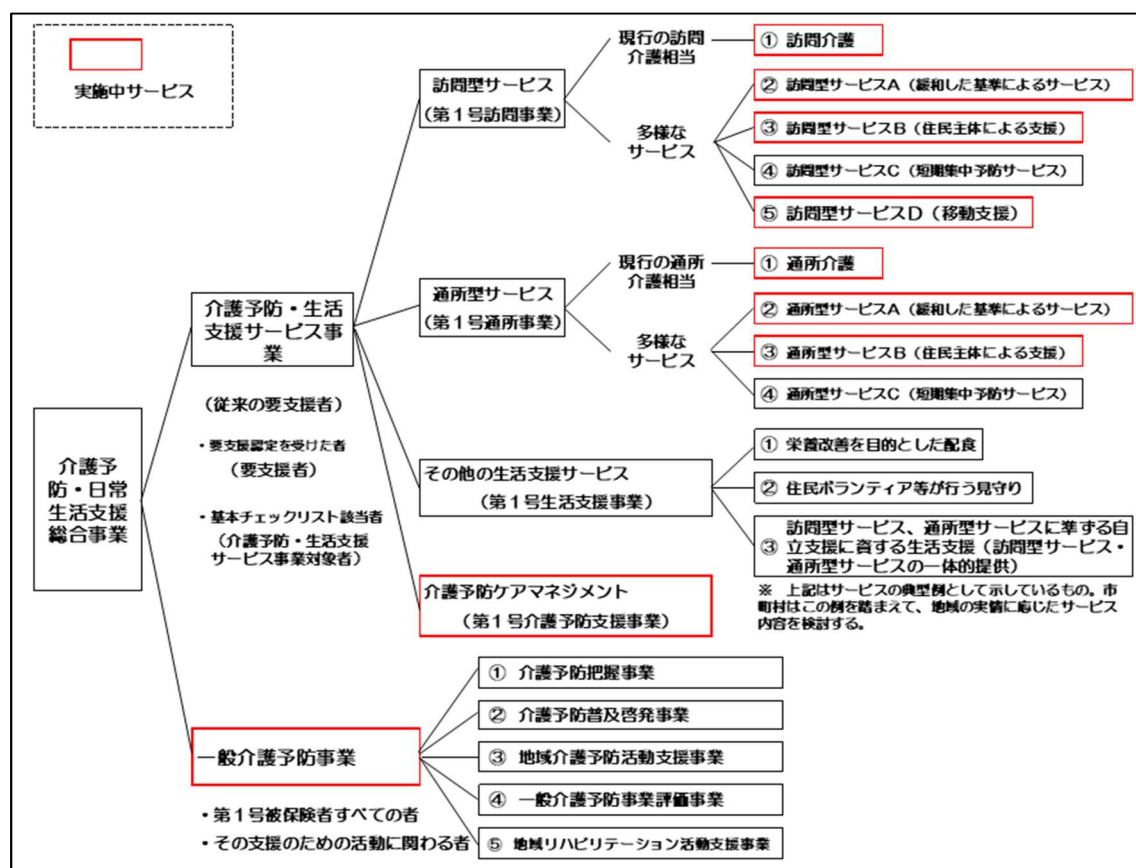 実施中サービス
介護予
防・日常
生活支援
総合事業
介護予防・生活
支援サービス事
業
(従来の要支援者)
・要支援認定を受けた者
(要支援者)
・基本チェックリスト該当者
(介護予防・生活支援
サービス事業対象者)
訪問型サービス
(第1号訪問事業)
現行の訪問
介護相当
① 訪問介護
多様な
サービス
② 訪問型サービスA(緩和した基準によるサービス)
③ 訪問型サービスB(住民主体による支援)
④ 訪問型サービスC(短期集中予防サービス)
⑤ 訪問型サービスD(移動支援)
通所型サービス
(第1号通所事業)
現行の通所
介護相当
① 通所介護
多様な
サービス
② 通所型サービスA(緩和した基準によるサービス)
③ 通所型サービスB(住民主体による支援)
④ 通所型サービスC(短期集中予防サービス)
その他の生活支援サービス
(第1号生活支援事業)
① 栄養改善を目的とした配食
② 住民ボランティア等が行う見守り
③ 訪問型サービス、通所型サービスに準ずる自
立支援に資する生活支援(訪問型サービス・
通所型サービスの一体的提供)
※ 上記はサービスの典型例として示しているもの。市
町村はこの例を踏まえて、地域の実情に応じたサービス
内容を検討する。
介護予防ケアマネジメント
(第1号介護予防支援事業)
一般介護予防事業
・第1号被保険者すべての者
・その支援のための活動に関わる者
① 介護予防把握事業
② 介護予防普及啓発事業
③ 地域介護予防活動支援事業
④ 一般介護予防事業評価事業
⑤ 地域リハビリテーション活動支援事業